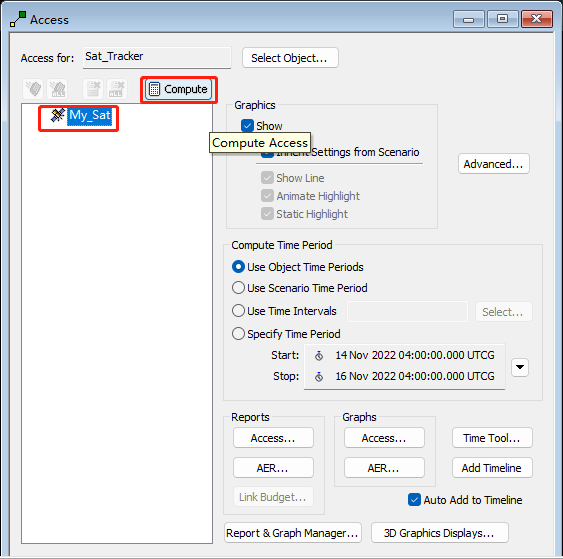 Access
Access for: Sat_Tracker Select Object...
ALL ALL Compute
My_Sat
Graphics
Show
Compute Access
Settings from Scenario
Advanced...
Show Line
Animate Highlight
Static Highlight
Compute Time Period
Use Object Time Periods
Use Scenario Time Period
Use Time Intervals Select...
Specify Time Period
Start: 14 Nov 2022 04:00:00.000 UTCG
Stop: 16 Nov 2022 04:00:00.000 UTCG
Reports Graphs
Access... Access... Time Tool...
AER... AER... Add Timeline
Link Budget... Auto Add to Timeline
Report & Graph Manager... 3D Graphics Displays...